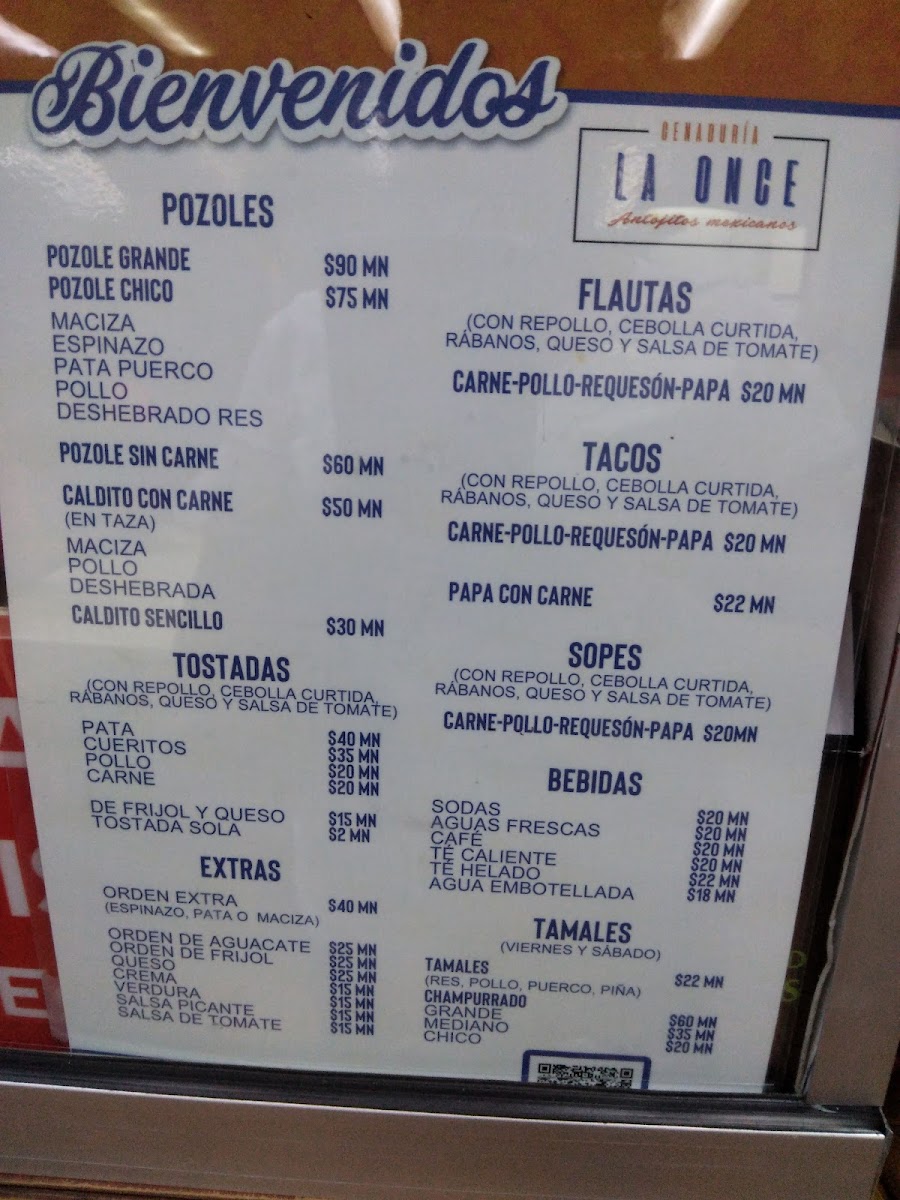 Bienvenidos
CENADURÍA
LA ONCE
Antojitos mexicanos
POZOLES
POZOLE GRANDE $90 MN
POZOLE CHICO $75 MN
MACIZA
ESPINAZO
PATA PUERCO
POLLO
DESHEBRADO RES
POZOLE SIN CARNE $60 MN
CALDITO CON CARNE $50 MN
(EN TAZA)
MACIZA
POLLO
DESHEBRADA
CALDITO SENCILLO $30 MN
TOSTADAS
(CON REPOLLO, CEBOLLA CURTIDA,
RÁBANOS, QUESO Y SALSA DE TOMATE)
PATA $40 MN
CUERITOS $35 MN
POLLO $20 MN
CARNE $20 MN
DE FRIJOL Y QUESO $15 MN
TOSTADA SOLA $2 MN
EXTRAS
ORDEN EXTRA $40 MN
(ESPINAZO, PATA O MACIZA)
ORDEN DE AGUACATE $25 MN
ORDEN DE FRIJOL $25 MN
QUESO $25 MN
CREMA $15 MN
VERDURA $15 MN
SALSA PICANTE $15 MN
SALSA DE TOMATE $15 MN
FLAUTAS
(CON REPOLLO, CEBOLLA CURTIDA,
RÁBANOS, QUESO Y SALSA DE TOMATE)
CARNE-POLLO-REQUESÓN-PAPA $20 MN
TACOS
(CON REPOLLO, CEBOLLA CURTIDA,
RÁBANOS, QUESO Y SALSA DE TOMATE)
CARNE-POLLO-REQUESÓN-PAPA $20 MN
PAPA CON CARNE $22 MN
SOPES
(CON REPOLLO, CEBOLLA CURTIDA,
RÁBANOS, QUESO Y SALSA DE TOMATE)
CARNE-POLLO-REQUESÓN-PAPA $20MN
BEBIDAS
SODAS $20 MN
AGUAS FRESCAS $20 MN
CAFÉ $20 MN
TÉ CALIENTE $20 MN
TÉ HELADO $22 MN
AGUA EMBOTELLADA $18 MN
TAMALES
(VIERNES Y SÁBADO)
TAMALES $22 MN
(RES, POLLO, PUERCO, PIÑA)
CHAMPURRADO
GRANDE $60 MN
MEDIANO $35 MN
CHICO $20 MN